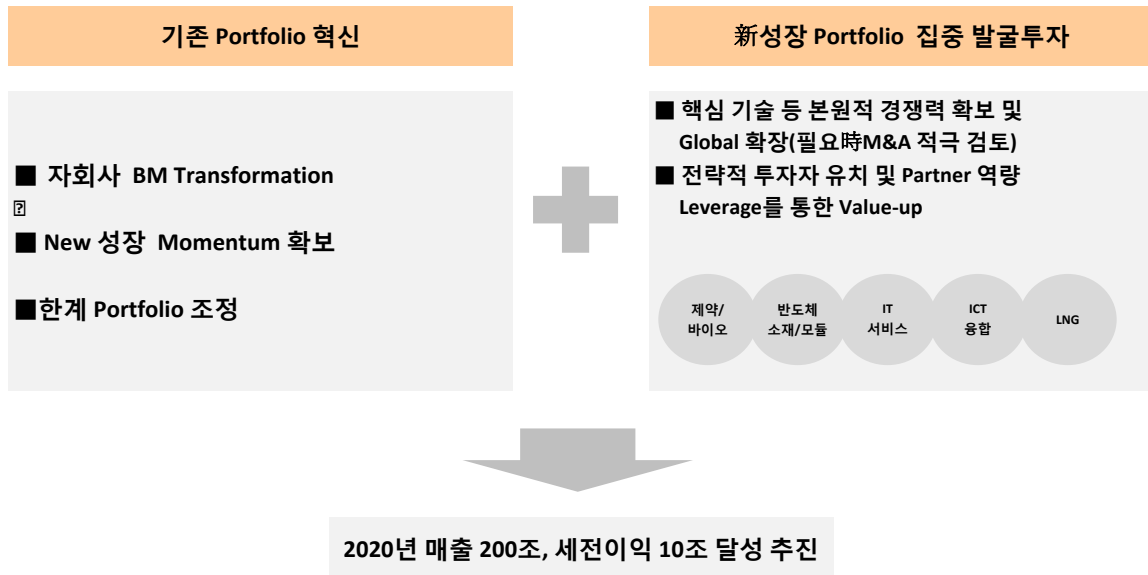 기존 Portfolio 혁신
■ 자회사 BM Transformation
■ New 성장 Momentum 확보
■한계 Portfolio 조정
新성장 Portfolio 집중 발굴투자
■ 핵심 기술 등 본원적 경쟁력 확보 및
Global 확장(필요時M&A 적극 검토)
■ 전략적 투자자 유치 및 Partner 역량
Leverage를 통한 Value-up
제약/
바이오
반도체
소재/모듈
IT
서비스
ICT
융합
LNG
2020년 매출 200조, 세전이익 10조 달성 추진